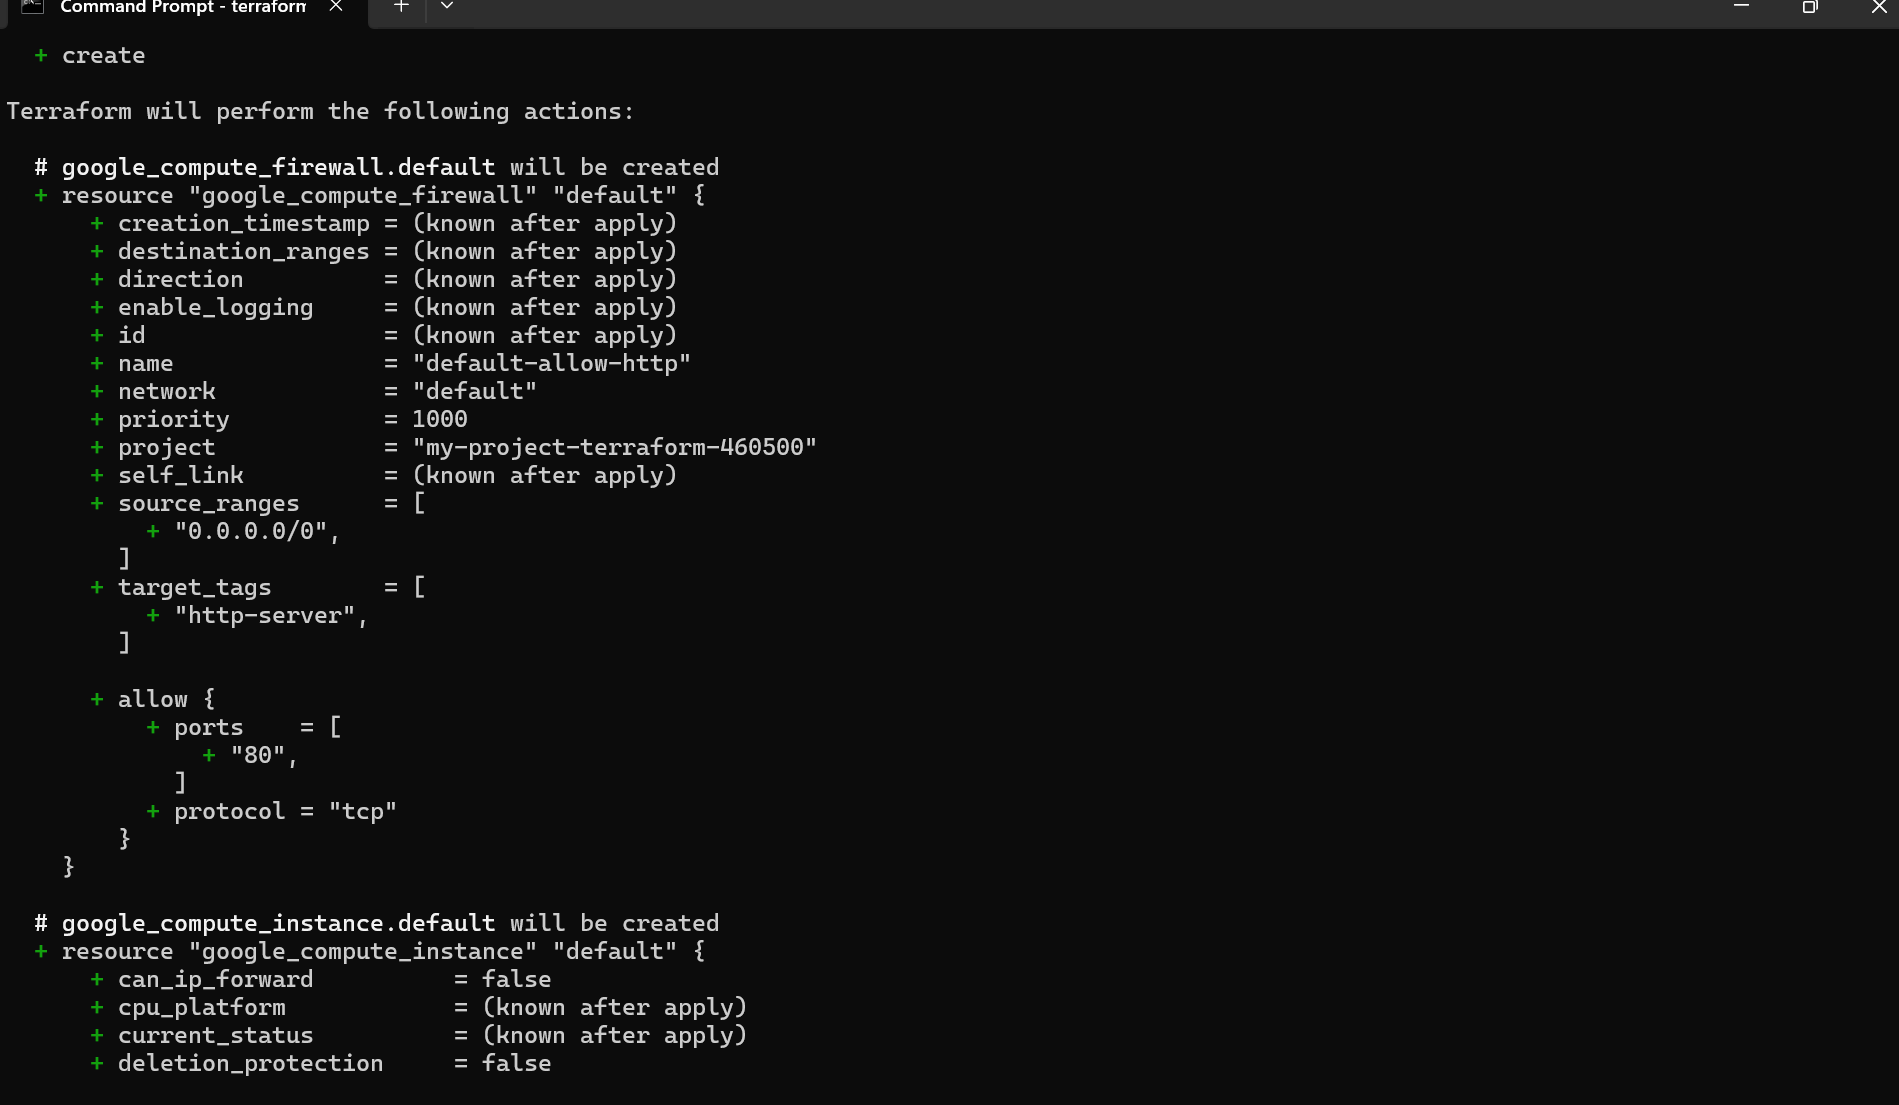 Command Prompt - terraform
+ create
Terraform will perform the following actions:
# google_compute_firewall.default will be created
+ resource "google_compute_firewall" "default" {
+ creation_timestamp = (known after apply)
+ destination_ranges = (known after apply)
+ direction          = (known after apply)
+ enable_logging     = (known after apply)
+ id                 = (known after apply)
+ name               = "default-allow-http"
+ network            = "default"
+ priority           = 1000
+ project            = "my-project-terraform-460500"
+ self_link          = (known after apply)
+ source_ranges      = [
+ "0.0.0.0/0",
]
+ target_tags        = [
+ "http-server",
]
+ allow {
+ ports    = [
+ "80",
]
+ protocol = "tcp"
}
}
# google_compute_instance.default will be created
+ resource "google_compute_instance" "default" {
+ can_ip_forward          = false
+ cpu_platform            = (known after apply)
+ current_status          = (known after apply)
+ deletion_protection     = false